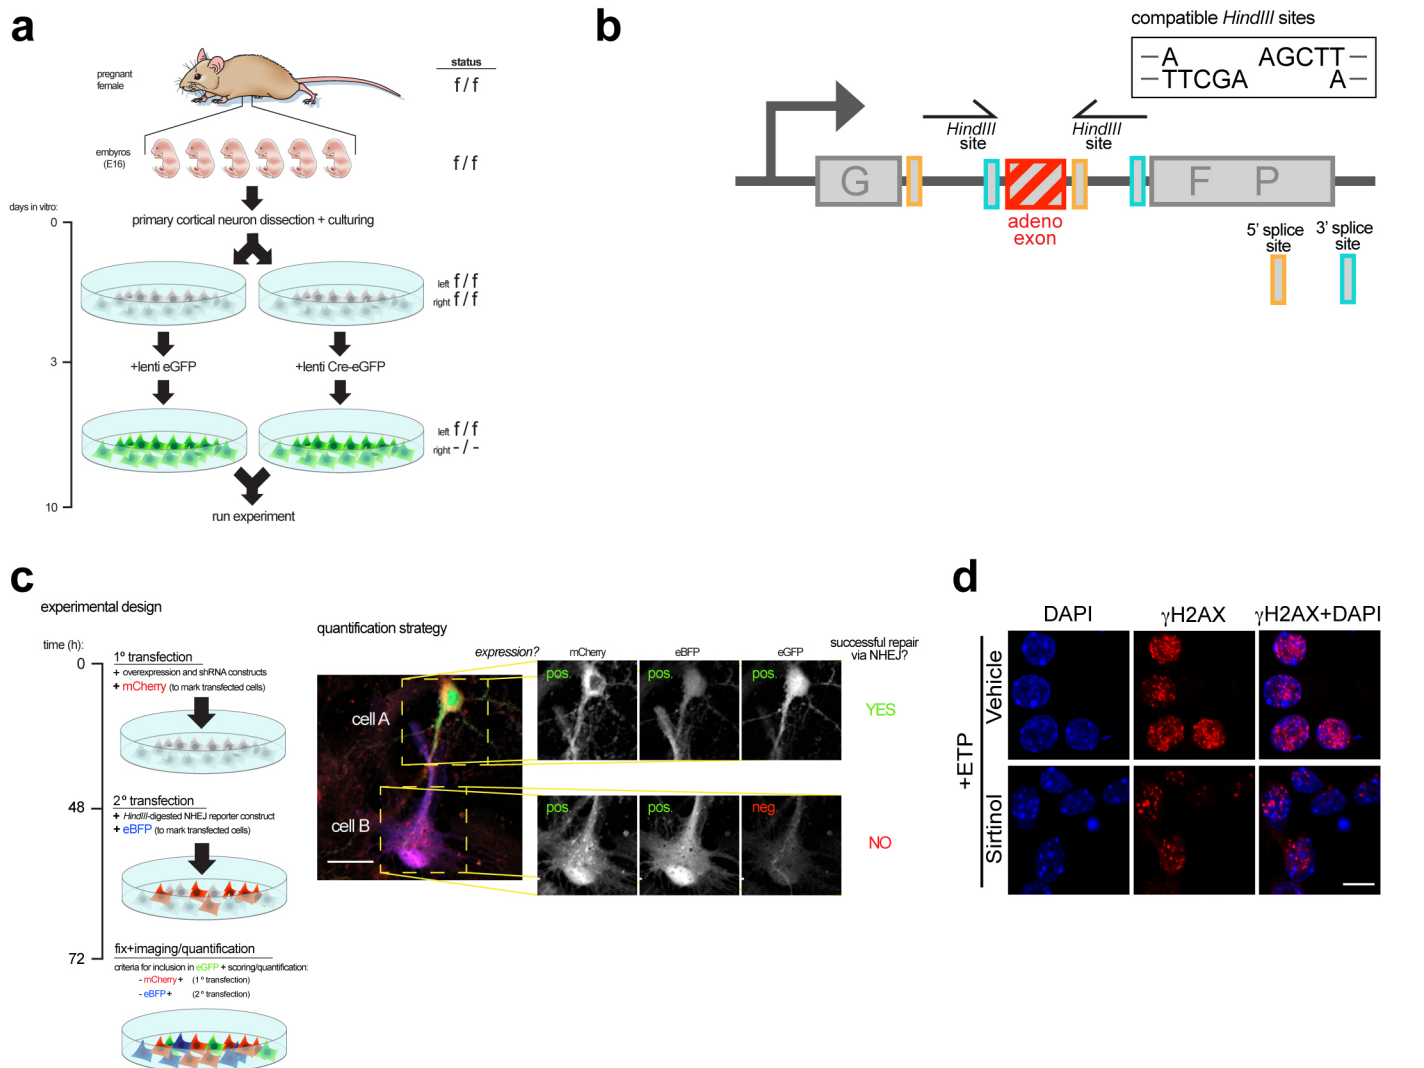 a
pregnant
female
status
f / f
embyros
(E16)
f / f
days in vitro:
primary cortical neuron dissection + culturing
0
left f / f
right f / f
3
+lenti eGFP
+lenti Cre-eGFP
left f / f
right - / -
10
run experiment
b
compatible HindIII sites
A AGCTT
TTCGA A
HindIII
site
HindIII
site
G
F P
adeno
exon
5' splice
site
3' splice
site
c
experimental design
time (h):
0
1º transfection
+ overexpression and shRNA constructs
+ mCherry (to mark transfected cells)
48
2º transfection
+ HindIII-digested NHEJ reporter construct
+ eBFP (to mark transfected cells)
72
fix+imaging/quantification
criteria for inclusion in eGFP + scoring/quantification:
- mCherry + (1º transfection)
- eBFP + (2º transfection)
quantification strategy
expression?
mCherry
eBFP
eGFP
successful repair
via NHEJ?
cell A
pos.
pos.
pos.
YES
cell B
pos.
pos.
neg.
NO
d
DAPI
γH2AX
γH2AX+DAPI
+ETP
Vehicle
Sirtinol